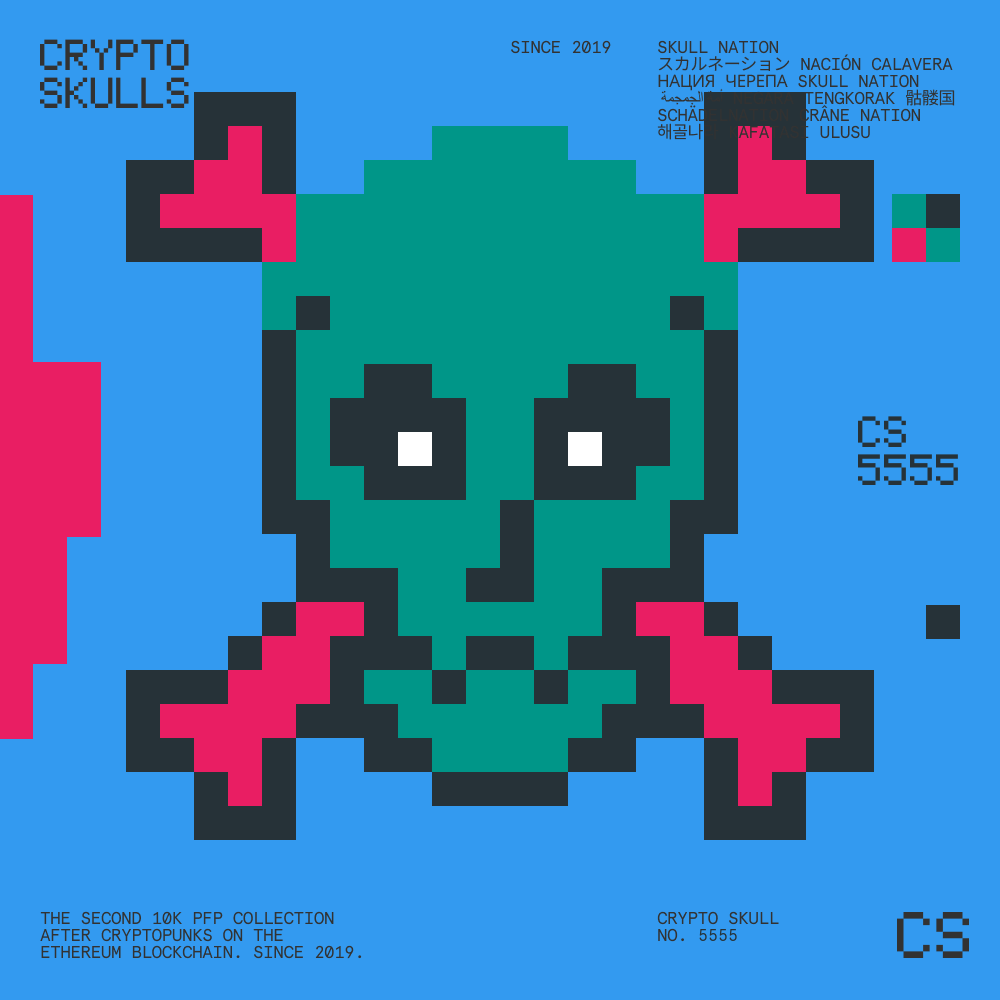 CRYPTO
SKULLS
SINCE 2019
SKULL NATION
スカルネーション NACIÓN CALAVERA
НАЦИЯ ЧЕРЕПА SKULL NATION
TENGKORAK 骷髅国
CRÂNE NATION
ULUSU
CS
5555
THE SECOND 10K PFP COLLECTION
AFTER CRYPTOPUNKS ON THE
ETHEREUM BLOCKCHAIN. SINCE 2019.
CRYPTO SKULL
NO. 5555
CS